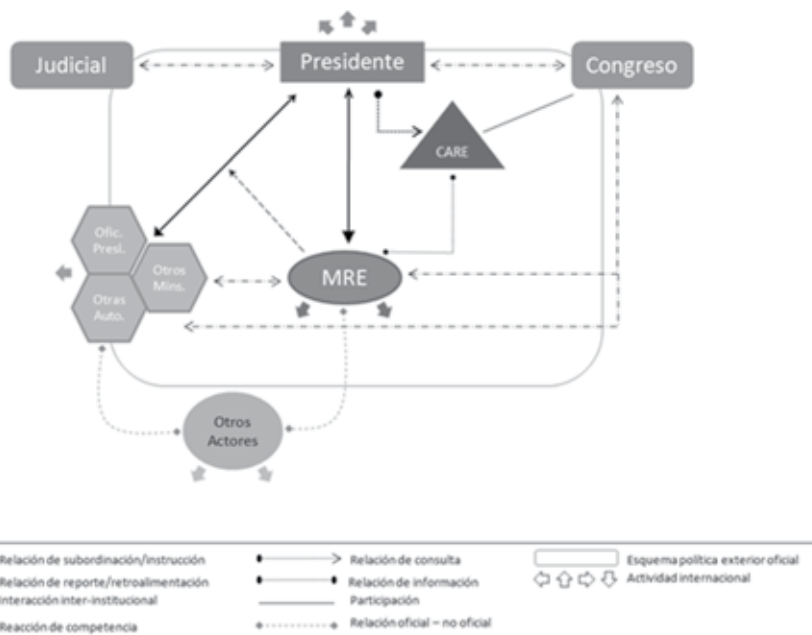 Judicial
Presidente
Congreso
CARE
Ofic.
Presi.
Otros
Mins.
Otras
Auto.
MRE
Otros
Actores
Relación de subordinación/instrucción
Relación de consulta
Esquema política exterior oficial
Relación de reporte/retroalimentación
Relación de información
Actividad internacional
Interacción inter-institucional
Participación
Reacción de competencia
Relación oficial – no oficial